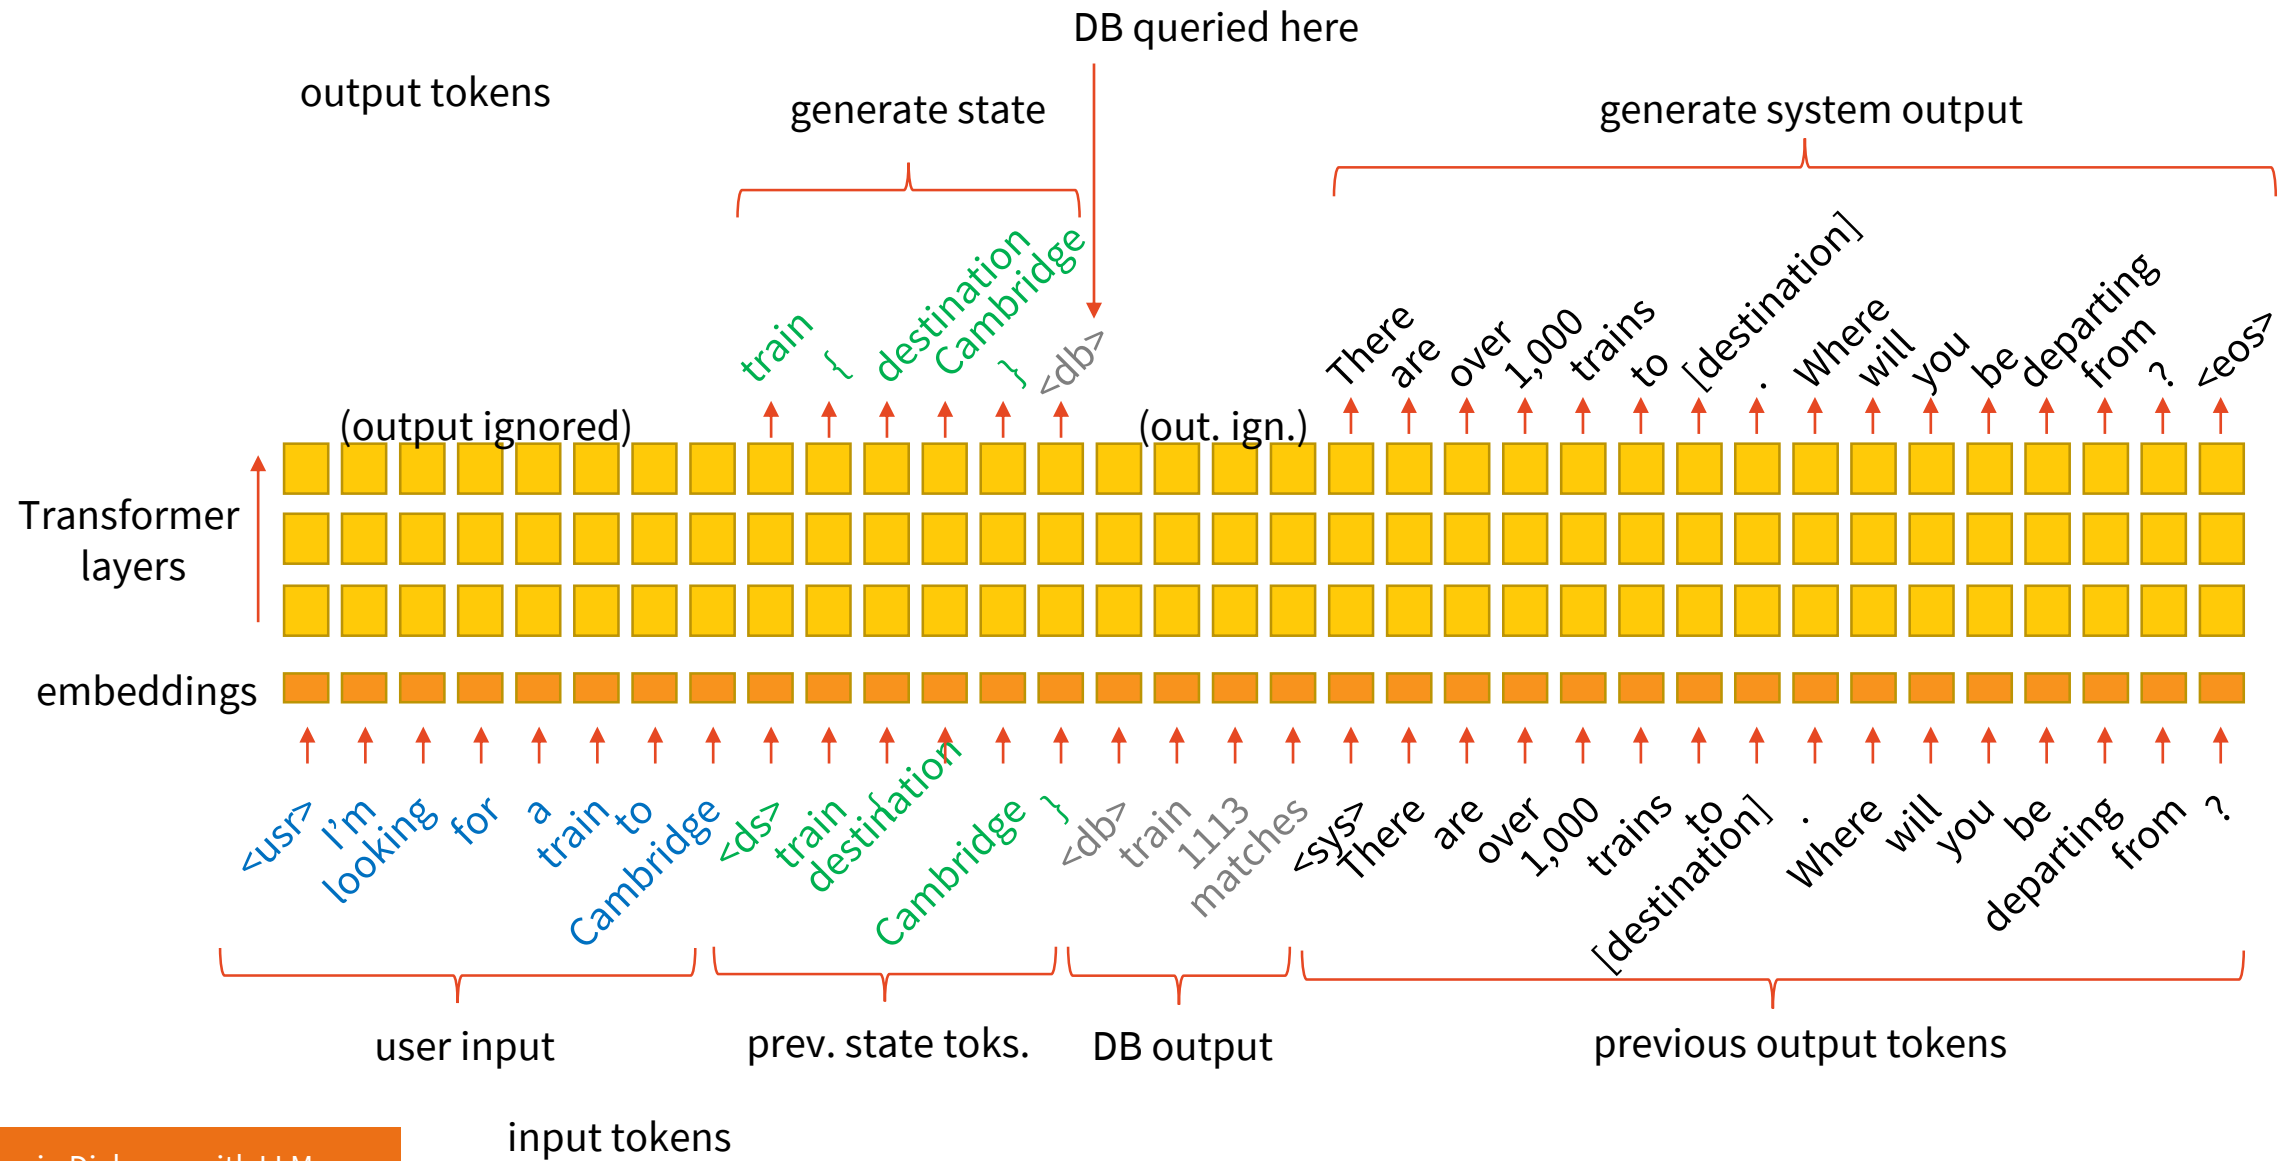 DB queried here
output tokens
generate state
generate system output
train { destination Cambridge } <db>
There are over 1,000 trains to [destination] . Where will you be departing from ? <eos>
(output ignored)
(out. ign.)
Transformer
layers
embeddings
<usr> I'm looking for a train to Cambridge
<ds> train { destination Cambridge }
<db> train 1113 matches
<sys> There are over 1,000 trains to [destination] . Where will you be departing from ?
user input
prev. state toks.
DB output
previous output tokens
input tokens